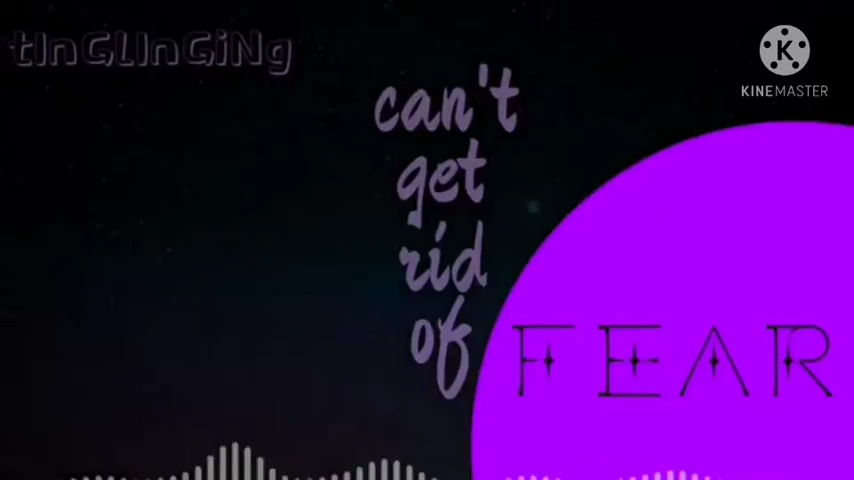 tInGLInGiNg
KINEMASTER
can't
get
rid
of
FEAR